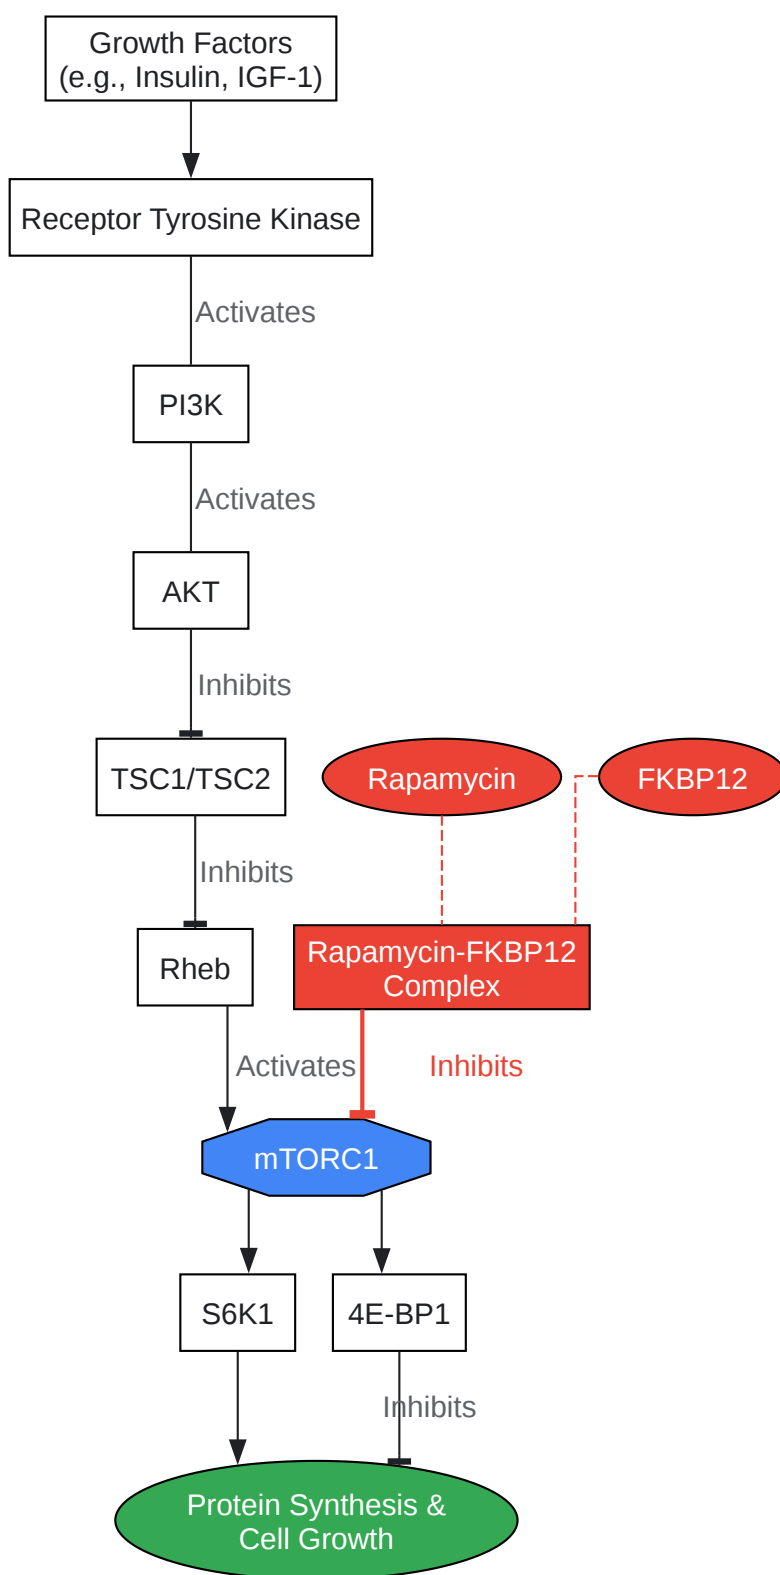 Growth Factors
(e.g., Insulin, IGF-1)
Receptor Tyrosine Kinase
Activates
PI3K
Activates
AKT
Inhibits
TSC1/TSC2
Rapamycin
FKBP12
Inhibits
Rheb
Rapamycin-FKBP12
Complex
Activates
Inhibits
mTORC1
S6K1
4E-BP1
Inhibits
Protein Synthesis &
Cell Growth